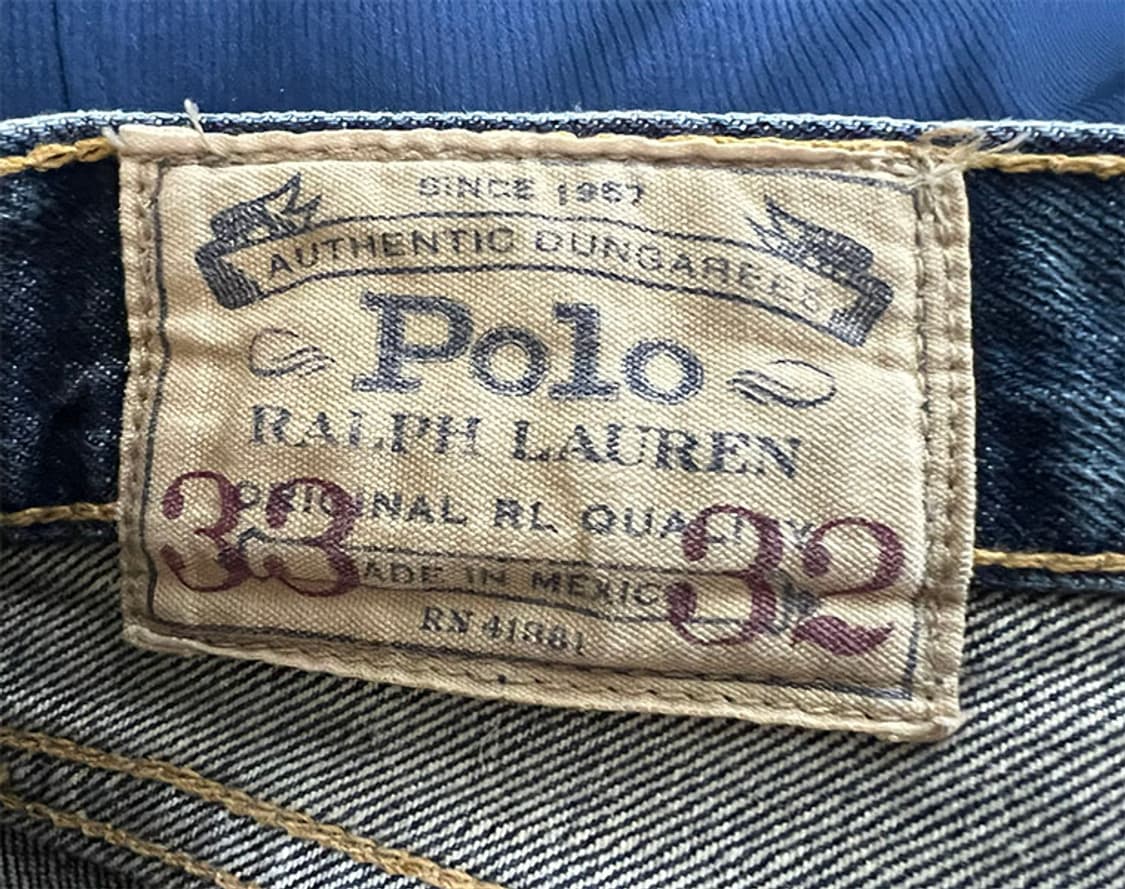 SINCE 1967
AUTHENTIC DUNGAREES
Polo
RALPH LAUREN
ORIGINAL RL QUALITY
33 32
MADE IN MEXICO
RN 41381